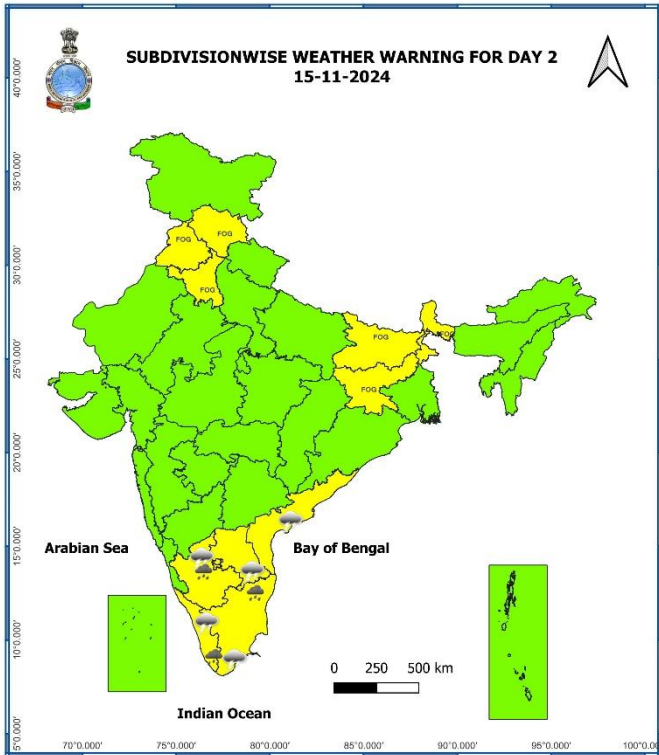 SUBDIVISIONWISE WEATHER WARNING FOR DAY 2
15-11-2024
40°0.000'
35°0.000'
30°0.000'
25°0.000'
20°0.000'
15°0.000'
10°0.000'
5°0.000'
FOG
FOG
FOG
FOG
FOG
FOG
Arabian Sea
Bay of Bengal
0 250 500 km
Indian Ocean
70°0.000' 75°0.000' 80°0.000' 85°0.000' 90°0.000' 95°0.000' 100°0.000'